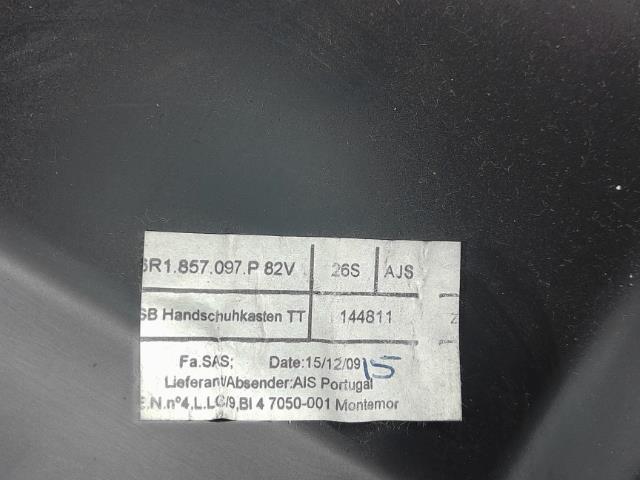 6R1.857.097.P 82V 26S AJS
SB Handschuhkasten TT 144811 Z
Fa.SAS; Date:15/12/09 15
Lieferant/Absender:AIS Portugal
E.N.nº4,L.LC/9,Bl 4 7050-001 Montemor